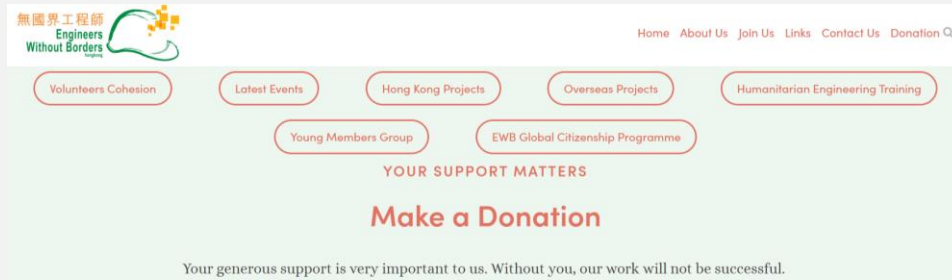 無國界工程師
Engineers
Without Borders
Hong Kong
Home About Us Join Us Links Contact Us Donation
Volunteers Cohesion Latest Events Hong Kong Projects Overseas Projects Humanitarian Engineering Training
Young Members Group EWB Global Citizenship Programme
YOUR SUPPORT MATTERS
Make a Donation
Your generous support is very important to us. Without you, our work will not be successful.